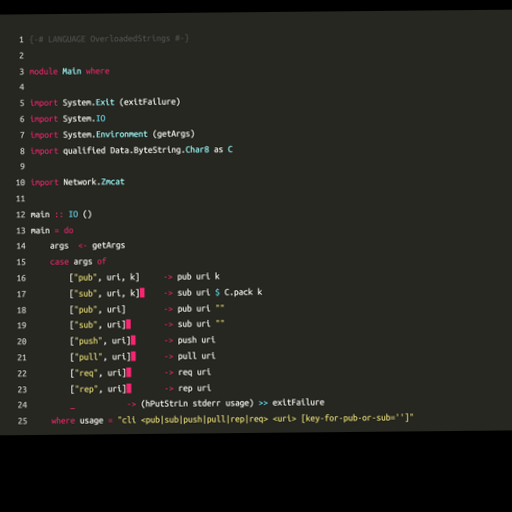 1 {-# LANGUAGE OverloadedStrings #-}
2
3 module Main where
4
5 import System.Exit (exitFailure)
6 import System.IO
7 import System.Environment (getArgs)
8 import qualified Data.ByteString.Char8 as C
9
10 import Network.Zmcat
11
12 main :: IO ()
13 main = do
14     args  <- getArgs
15     case args of
16         ["pub", uri, k]     -> pub uri k
17         ["sub", uri, k]     -> sub uri $ C.pack k
18         ["pub", uri]        -> pub uri ""
19         ["sub", uri]        -> sub uri ""
20         ["push", uri]       -> push uri
21         ["pull", uri]       -> pull uri
22         ["req", uri]        -> req uri
23         ["rep", uri]        -> rep uri
24         _           -> (hPutStrLn stderr usage) >> exitFailure
25     where usage = "cli <pub|sub|push|pull|rep|req> <uri> [key-for-pub-or-sub='']"